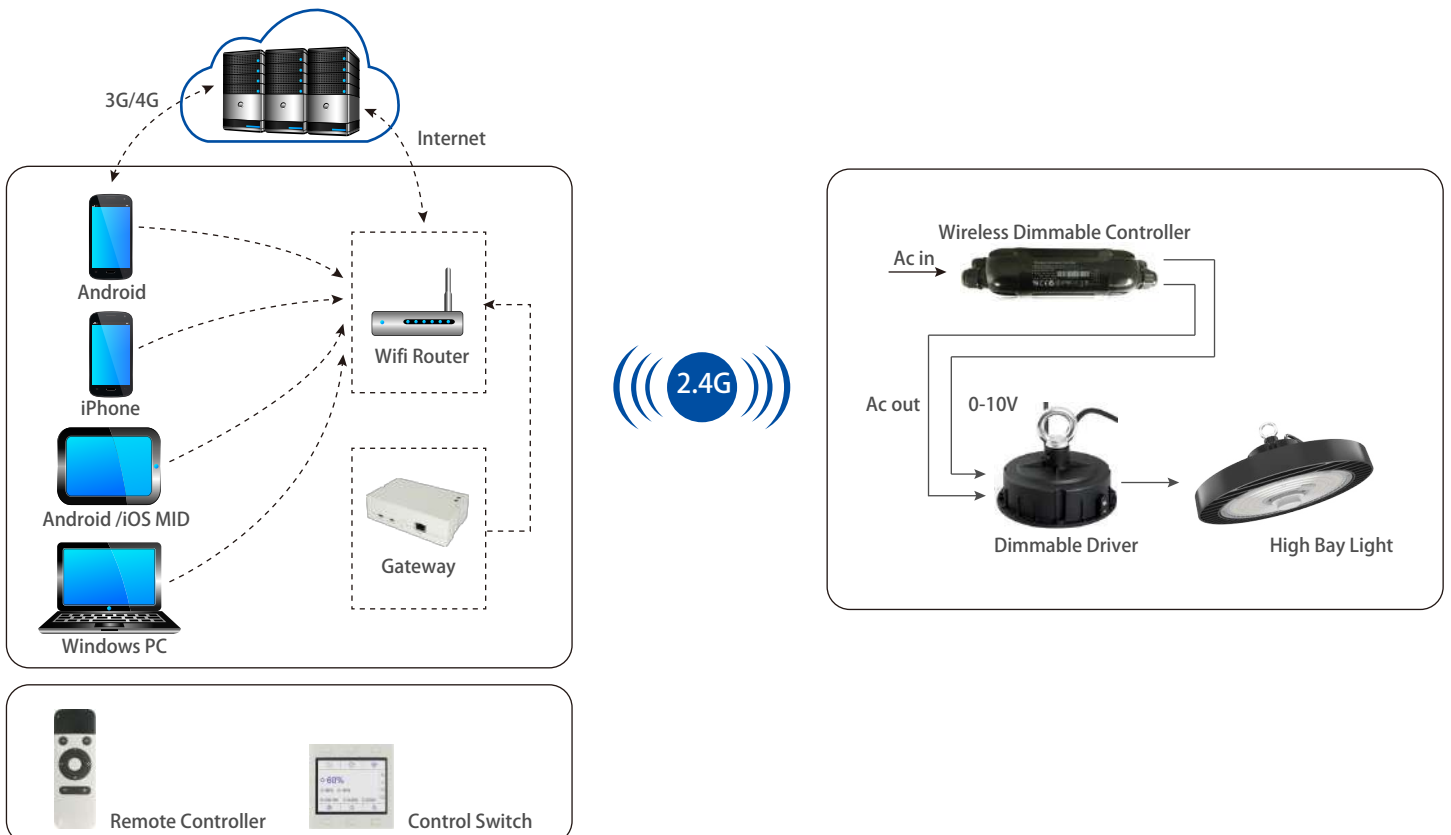 3G/4G
Internet
Android
iPhone
Android /iOS MID
Windows PC
Wifi Router
Gateway
2.4G
Wireless Dimmable Controller
Ac in
Ac out
0-10V
Dimmable Driver
High Bay Light
60%
Remote Controller
Control Switch